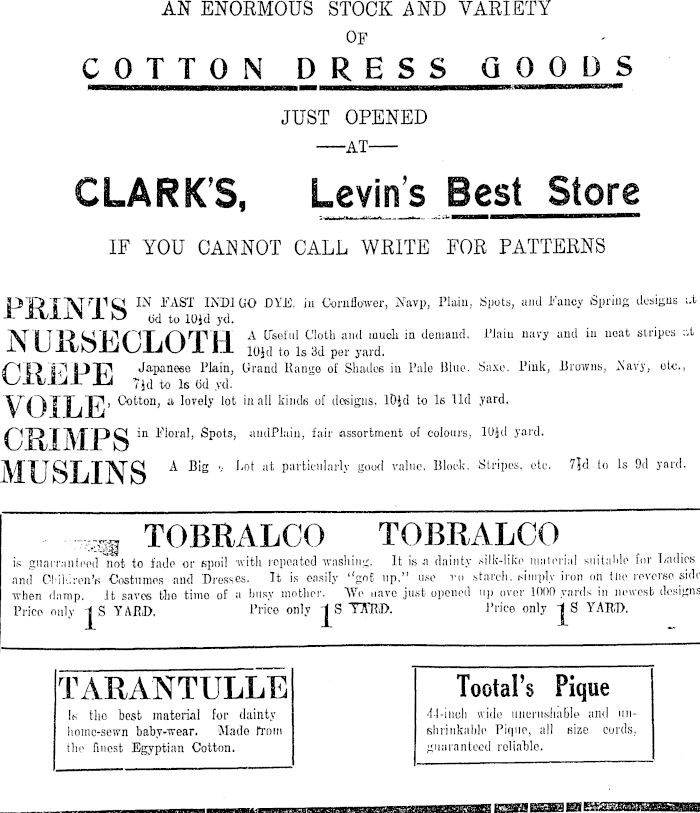 AN ENORMOUS STOCK AND VARIETY
OF
COTTON DRESS GOODS
JUST OPENED
—AT—
CLARK'S, Levin's Best Store
IF YOU CANNOT CALL WRITE FOR PATTERNS
PRINTS IN FAST INDIGO DYE. in Cornflower, Navp, Plain, Spots, and Fancy Spring designs at
6d to 10½d yd.
NURSECLOTH A Useful Cloth and much in demand. Plain navy and in neat stripes at
10½d to 1s 3d per yard.
CREPE Japanese Plain, Grand Range of Shades in Pale Blue. Saxe. Pink, Browns, Navy, etc.,
7½d to 1s 6d yd.
VOILE, Cotton, a lovely lot in all kinds of designs, 10½d to 1s 11d yard.
CRIMPS in Floral, Spots, and Plain, fair assortment of colours, 10½d yard.
MUSLINS A Big Lot at particularly good value. Block. Stripes, etc. 7½d to 1s 9d yard.
TOBRALCO TOBRALCO
is guarranteed not to fade or spoil with repeated washing. It is a dainty silk-like material suitable for Ladies
and Children's Costumes and Dresses. It is easily "got up," use no starch, simply iron on the reverse side
when damp. It saves the time of a busy mother. We have just opened up over 1000 yards in newest designs
Price only 1S YARD. Price only 1S YARD. Price only 1S YARD.
TARANTULLE
Is the best material for dainty
home-sewn baby-wear. Made from
the finest Egyptian Cotton.
Tootal's Pique
44-inch wide uncrushable and un-
shrinkable Pique, all size cords,
guaranteed reliable.